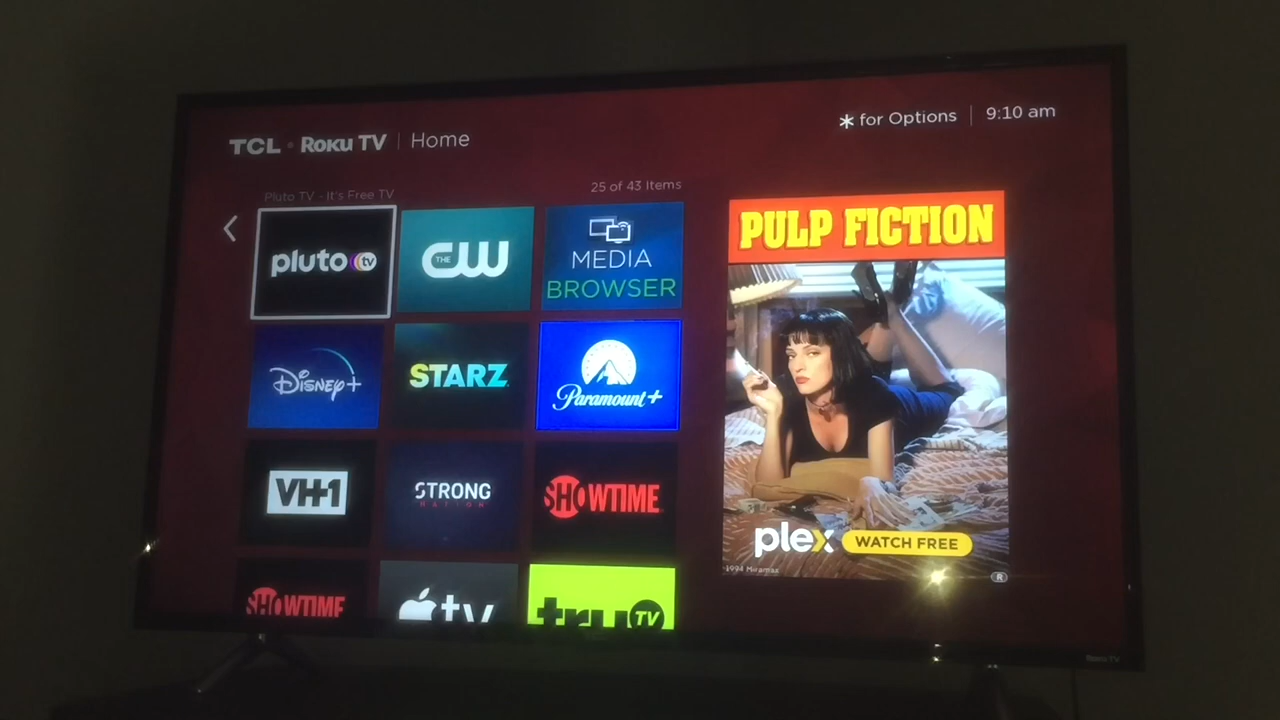 TCL • Roku TV | Home
* for Options | 9:10 am
Pluto TV - It's Free TV
25 of 43 Items
pluto tv
THE CW
MEDIA
BROWSER
Disney+
STARZ
Paramount+
VH1
STRONG
NATION
SHOWTIME
SHOWTIME
tv
tru TV
PULP FICTION
plex WATCH FREE
1994 Miramax
R
Roku TV